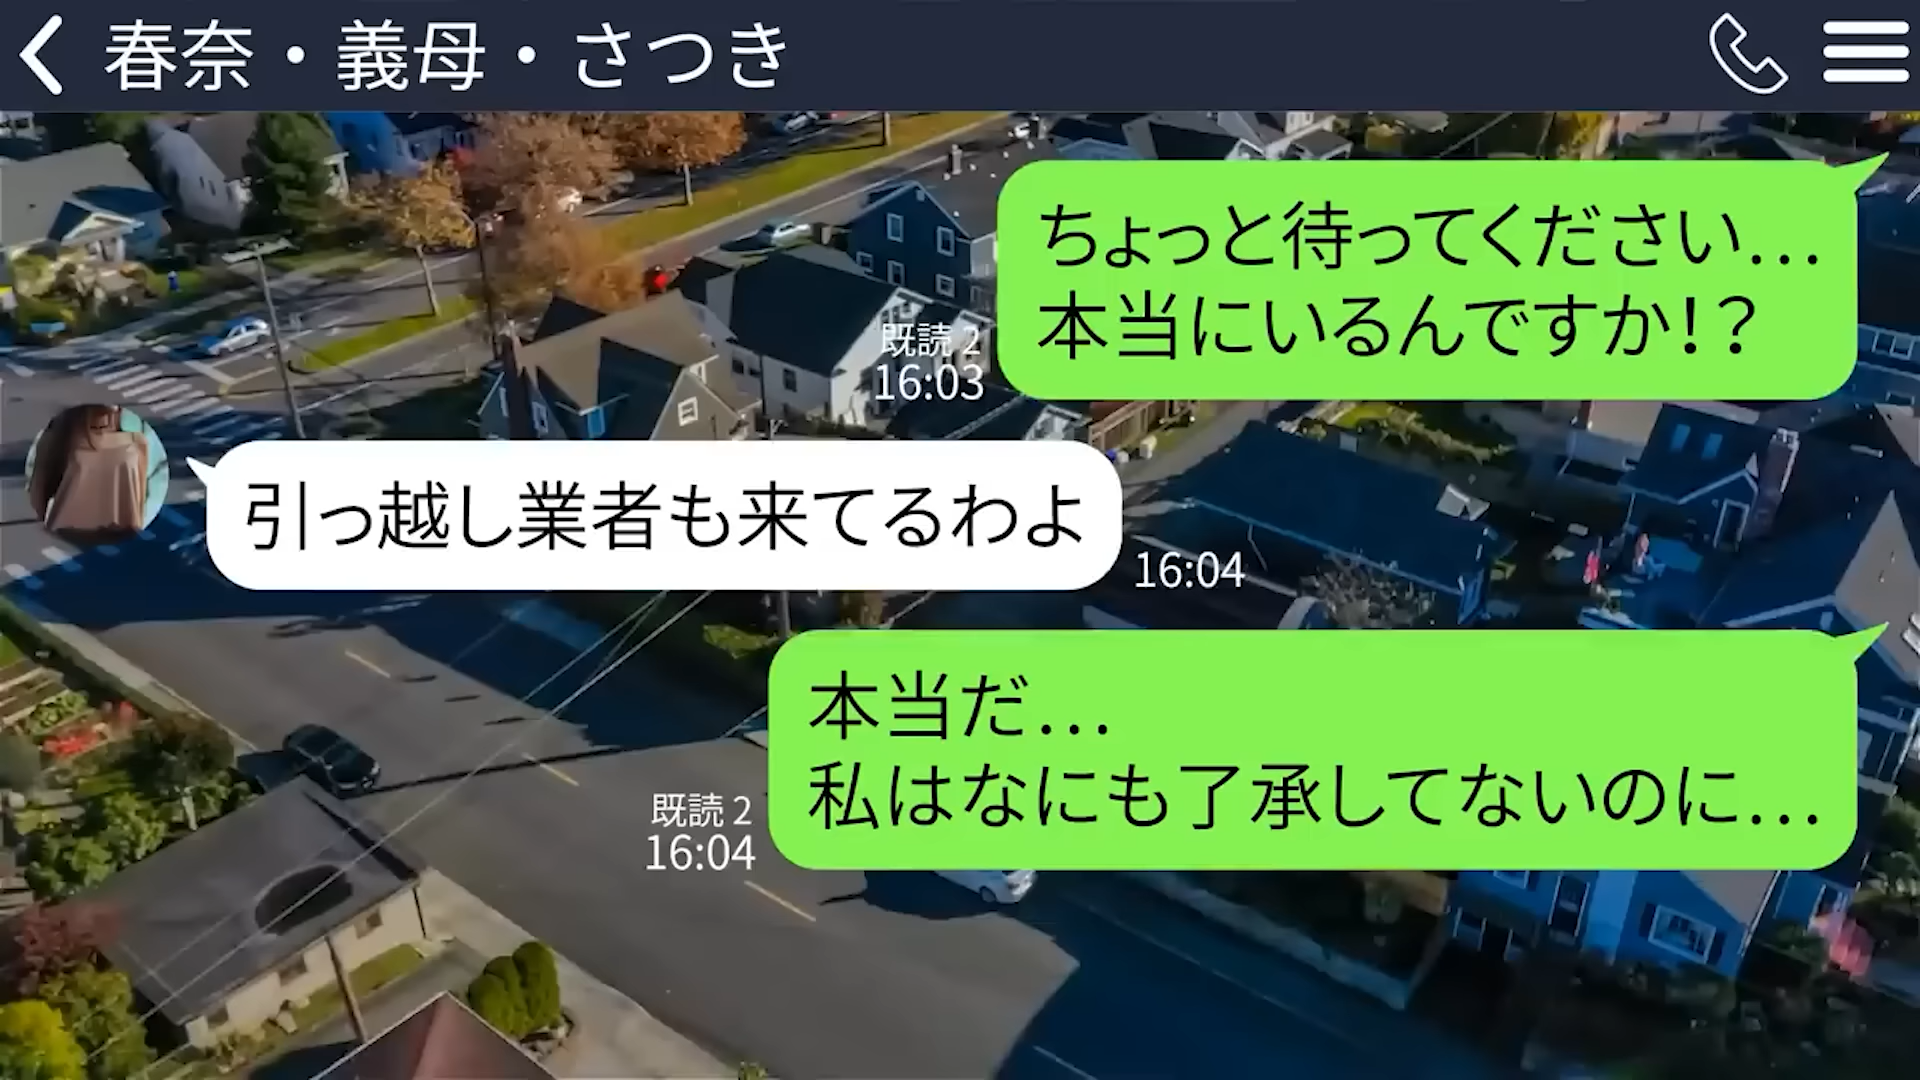 春奈・義母・さつき
ちょっと待ってください…
本当にいるんですか！？
既読 2
16:03
引っ越し業者も来てるわよ
16:04
本当だ…
私はなにも了承してないのに…
既読 2
16:04